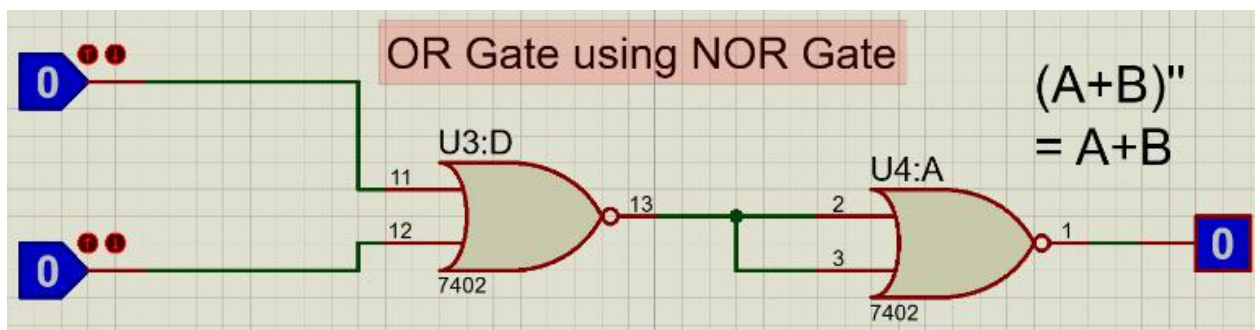 OR Gate using NOR Gate
(A+B)"
= A+B
0
U3:D
11
12
13
7402
0
U4:A
2
3
1
7402
0